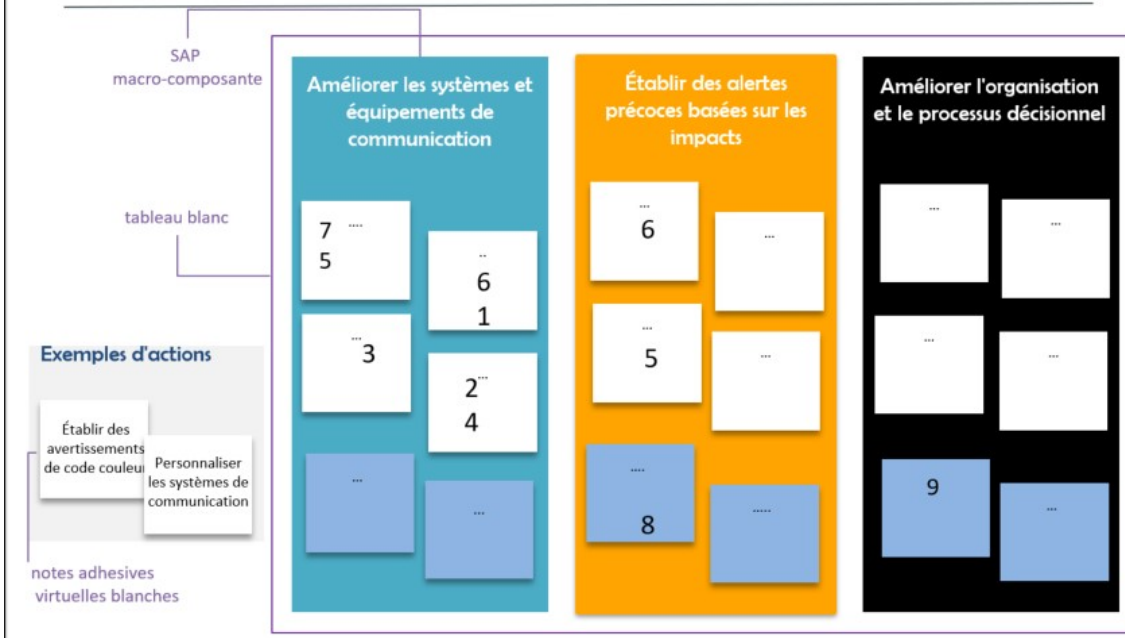 SAP
macro-composante
tableau blanc
Exemples d'actions
Établir des
avertissements
de code couleur
Personnaliser
les systèmes de
communication
notes adhesives
virtuelles blanches
Améliorer les systèmes et
équipements de
communication
7 ....
5
..
6
1
... 3
2 ...
4
...
...
Établir des alertes
précoces basées sur les
impacts
...
6
...
...
5
...
....
8
.....
Améliorer l'organisation
et le processus décisionnel
...
...
...
...
9
...